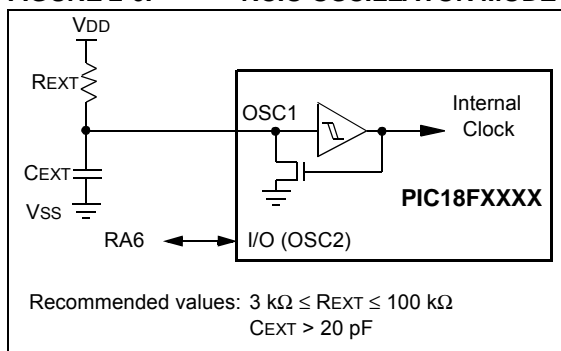 VDD
REXT
OSC1
Internal
Clock
CEXT
PIC18FXXXX
VSS
RA6
I/O (OSC2)
Recommended values: 3 kΩ ≤ REXT ≤ 100 kΩ
CEXT > 20 pF